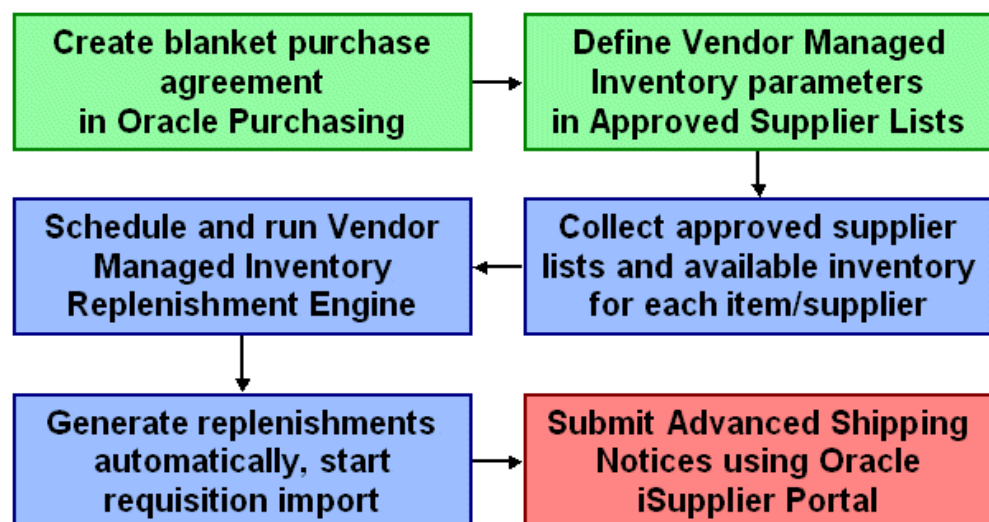 Create blanket purchase
agreement
in Oracle Purchasing
Define Vendor Managed
Inventory parameters
in Approved Supplier Lists
Collect approved supplier
lists and available inventory
for each item/supplier
Schedule and run Vendor
Managed Inventory
Replenishment Engine
Generate replenishments
automatically, start
requisition import
Submit Advanced Shipping
Notices using Oracle
iSupplier Portal